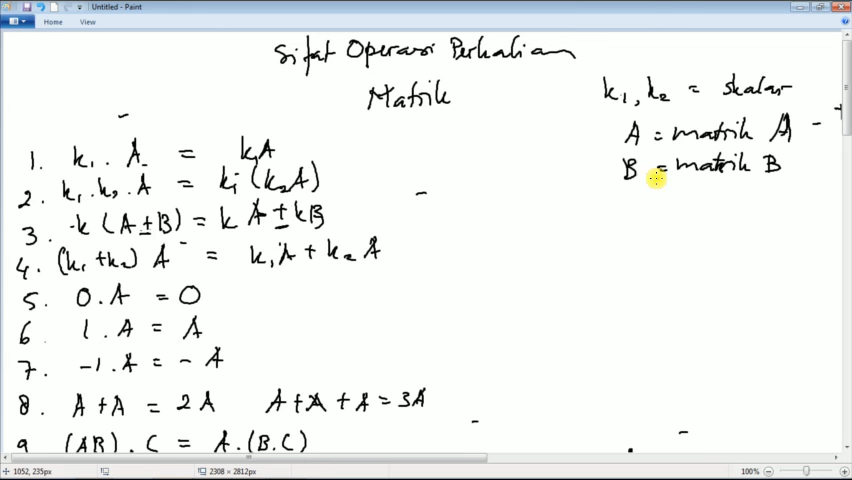 Untitled - Paint
Home View
Sifat Operasi Perkalian
Matrik
k₁, k₂ = skalar
A = matrik A
B = matrik B
1. k₁ . A = k₁A
2. k₁ . k₂ . A = k₁ (k₂A)
3. k (A ± B) = k A ± kB
4. (k₁ + k₂) A = k₁A + k₂ A
5. 0 . A = 0
6. 1 . A = A
7. -1 . A = - A
8. A + A = 2A A + A + A = 3A
9. (AB) . C = A . (B.C)
1052, 235px 2308 × 2812px 100%